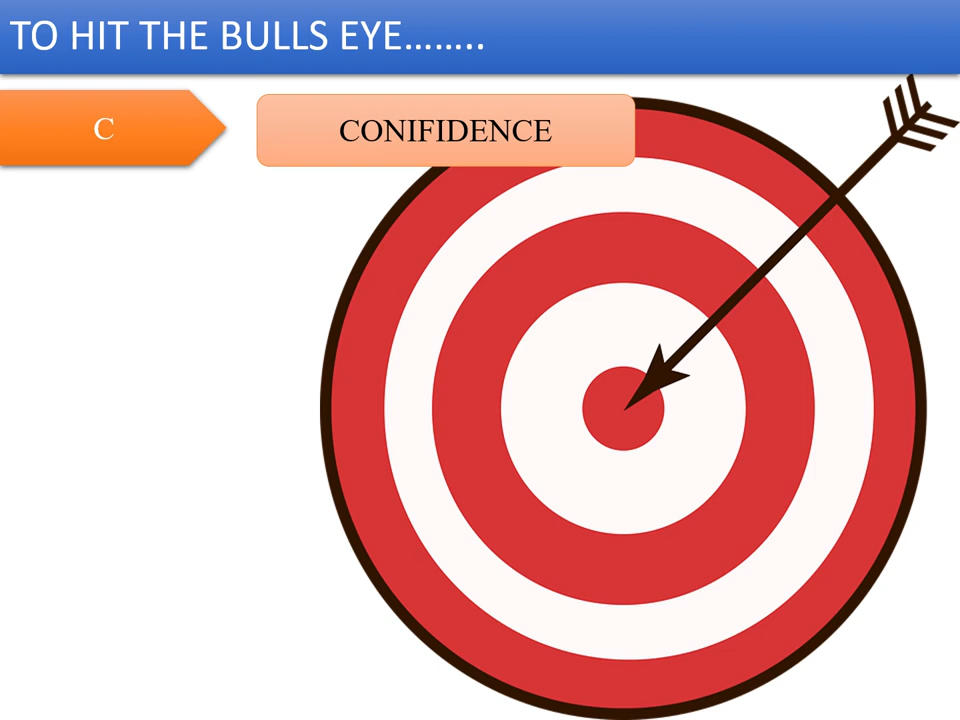 TO HIT THE BULLS EYE........
C
CONIFIDENCE